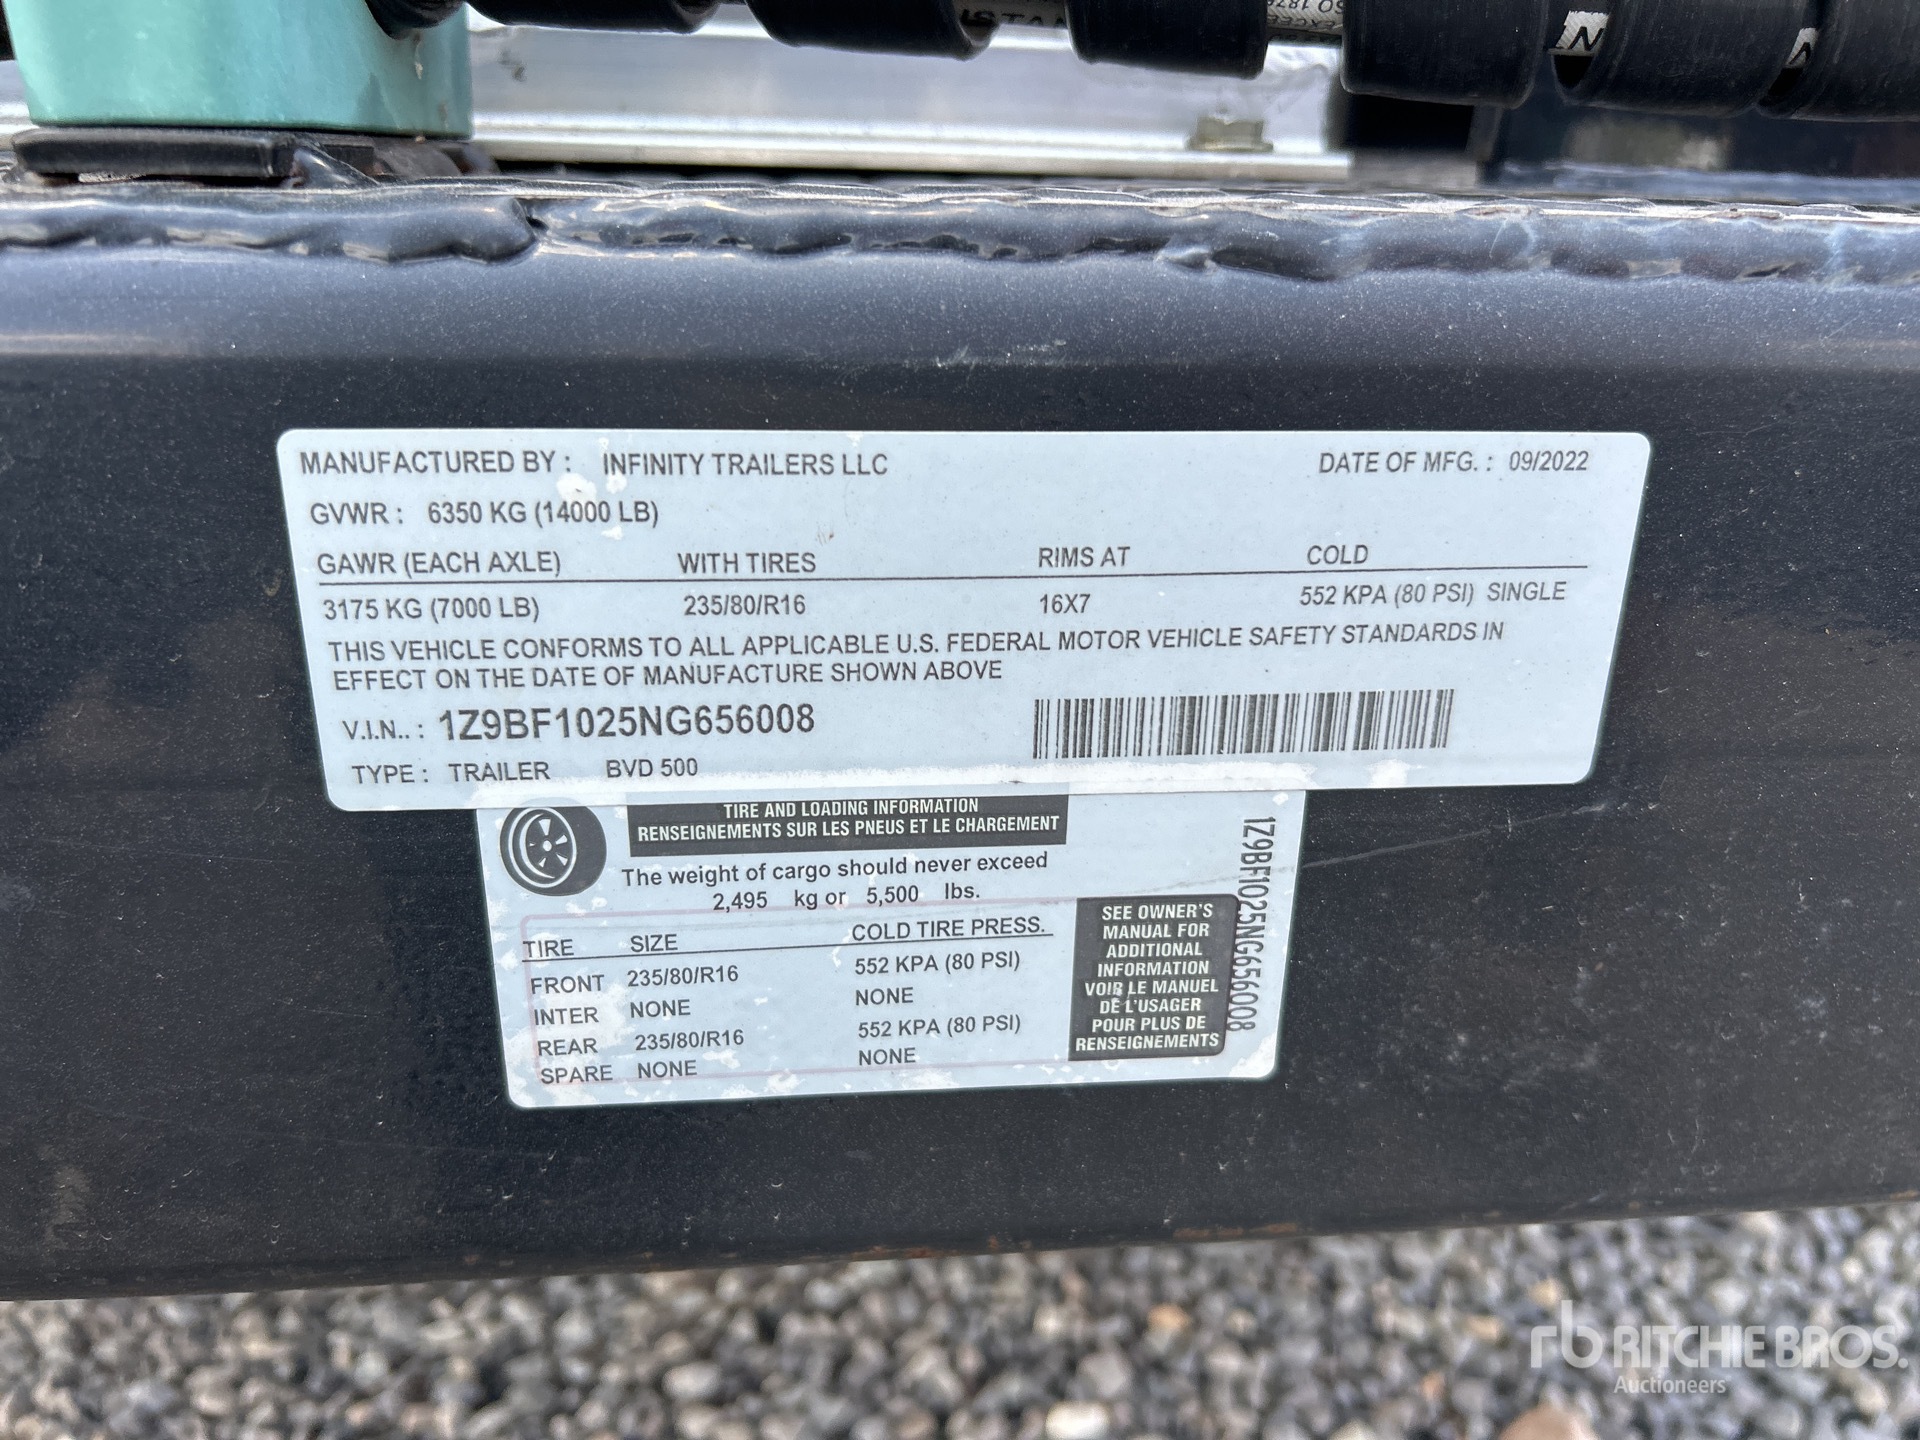 MANUFACTURED BY : INFINITY TRAILERS LLC DATE OF MFG. : 09/2022
GVWR : 6350 KG (14000 LB)
GAWR (EACH AXLE) WITH TIRES RIMS AT COLD
3175 KG (7000 LB) 235/80/R16 16X7 552 KPA (80 PSI) SINGLE
THIS VEHICLE CONFORMS TO ALL APPLICABLE U.S. FEDERAL MOTOR VEHICLE SAFETY STANDARDS IN
EFFECT ON THE DATE OF MANUFACTURE SHOWN ABOVE
V.I.N.. : 1Z9BF1025NG656008
TYPE : TRAILER BVD 500
TIRE AND LOADING INFORMATION
RENSEIGNEMENTS SUR LES PNEUS ET LE CHARGEMENT
The weight of cargo should never exceed
2,495 kg or 5,500 lbs.
TIRE SIZE COLD TIRE PRESS.
FRONT 235/80/R16 552 KPA (80 PSI)
INTER NONE NONE
REAR 235/80/R16 552 KPA (80 PSI)
SPARE NONE NONE
SEE OWNER'S
MANUAL FOR
ADDITIONAL
INFORMATION
VOIR LE MANUEL
DE L'USAGER
POUR PLUS DE
RENSEIGNEMENTS
1Z9BF1025NG656008
rb RITCHIE BROS.
Auctioneers